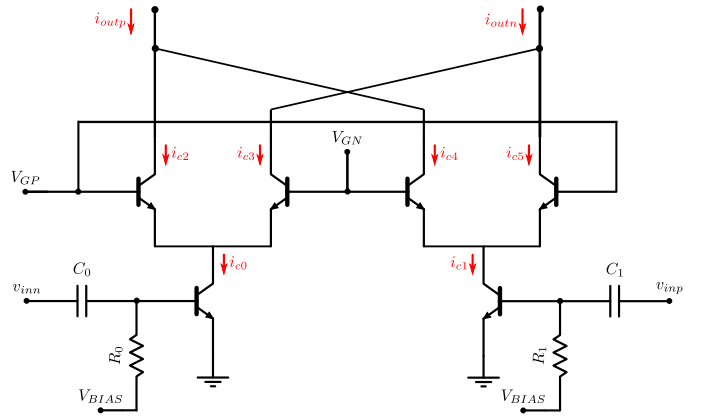 i_outp i_outn
i_c2 i_c3 V_GN i_c4 i_c5
V_GP
i_c0 i_c1
C_0 C_1
v_inn v_inp
R_0 R_1
V_BIAS V_BIAS